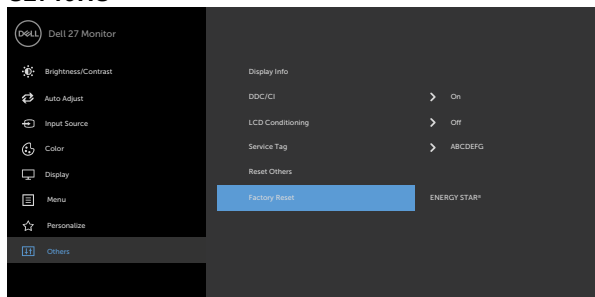 DELL Dell 27 Monitor
Brightness/Contrast
Auto Adjust
Input Source
Color
Display
Menu
Personalize
Others
Display Info
DDC/CI > On
LCD Conditioning > Off
Service Tag > ABCDEFG
Reset Others
Factory Reset ENERGY STAR®